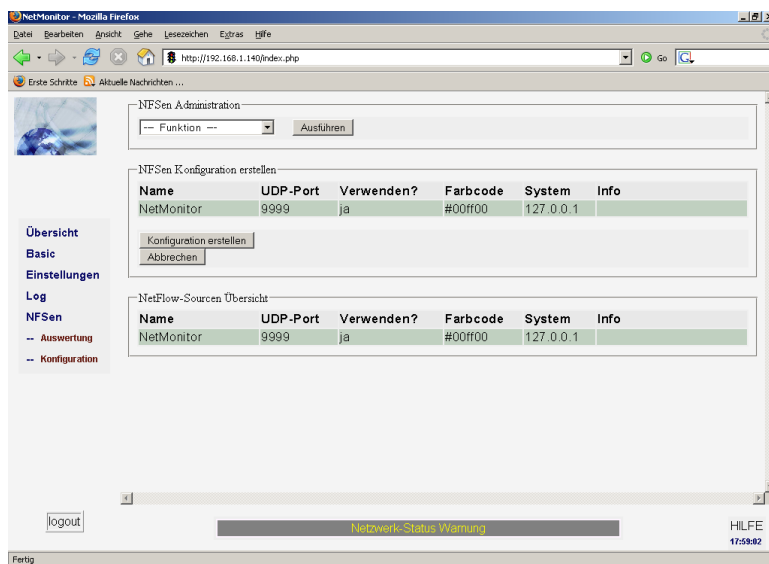 NetMonitor - Mozilla Firefox
Datei Bearbeiten Ansicht Gehe Lesezeichen Extras Hilfe
http://192.168.1.140/index.php Go G
Erste Schritte Aktuelle Nachrichten ...
NFSen Administration
--- Funktion --- Ausführen
NFSen Konfiguration erstellen
Name UDP-Port Verwenden? Farbcode System Info
NetMonitor 9999 ja #00ff00 127.0.0.1
Konfiguration erstellen
Abbrechen
NetFlow-Sourcen Übersicht
Name UDP-Port Verwenden? Farbcode System Info
NetMonitor 9999 ja #00ff00 127.0.0.1
Übersicht
Basic
Einstellungen
Log
NFSen
-- Auswertung
-- Konfiguration
logout
Netzwerk-Status Warnung
HILFE
17:59:02
Fertig